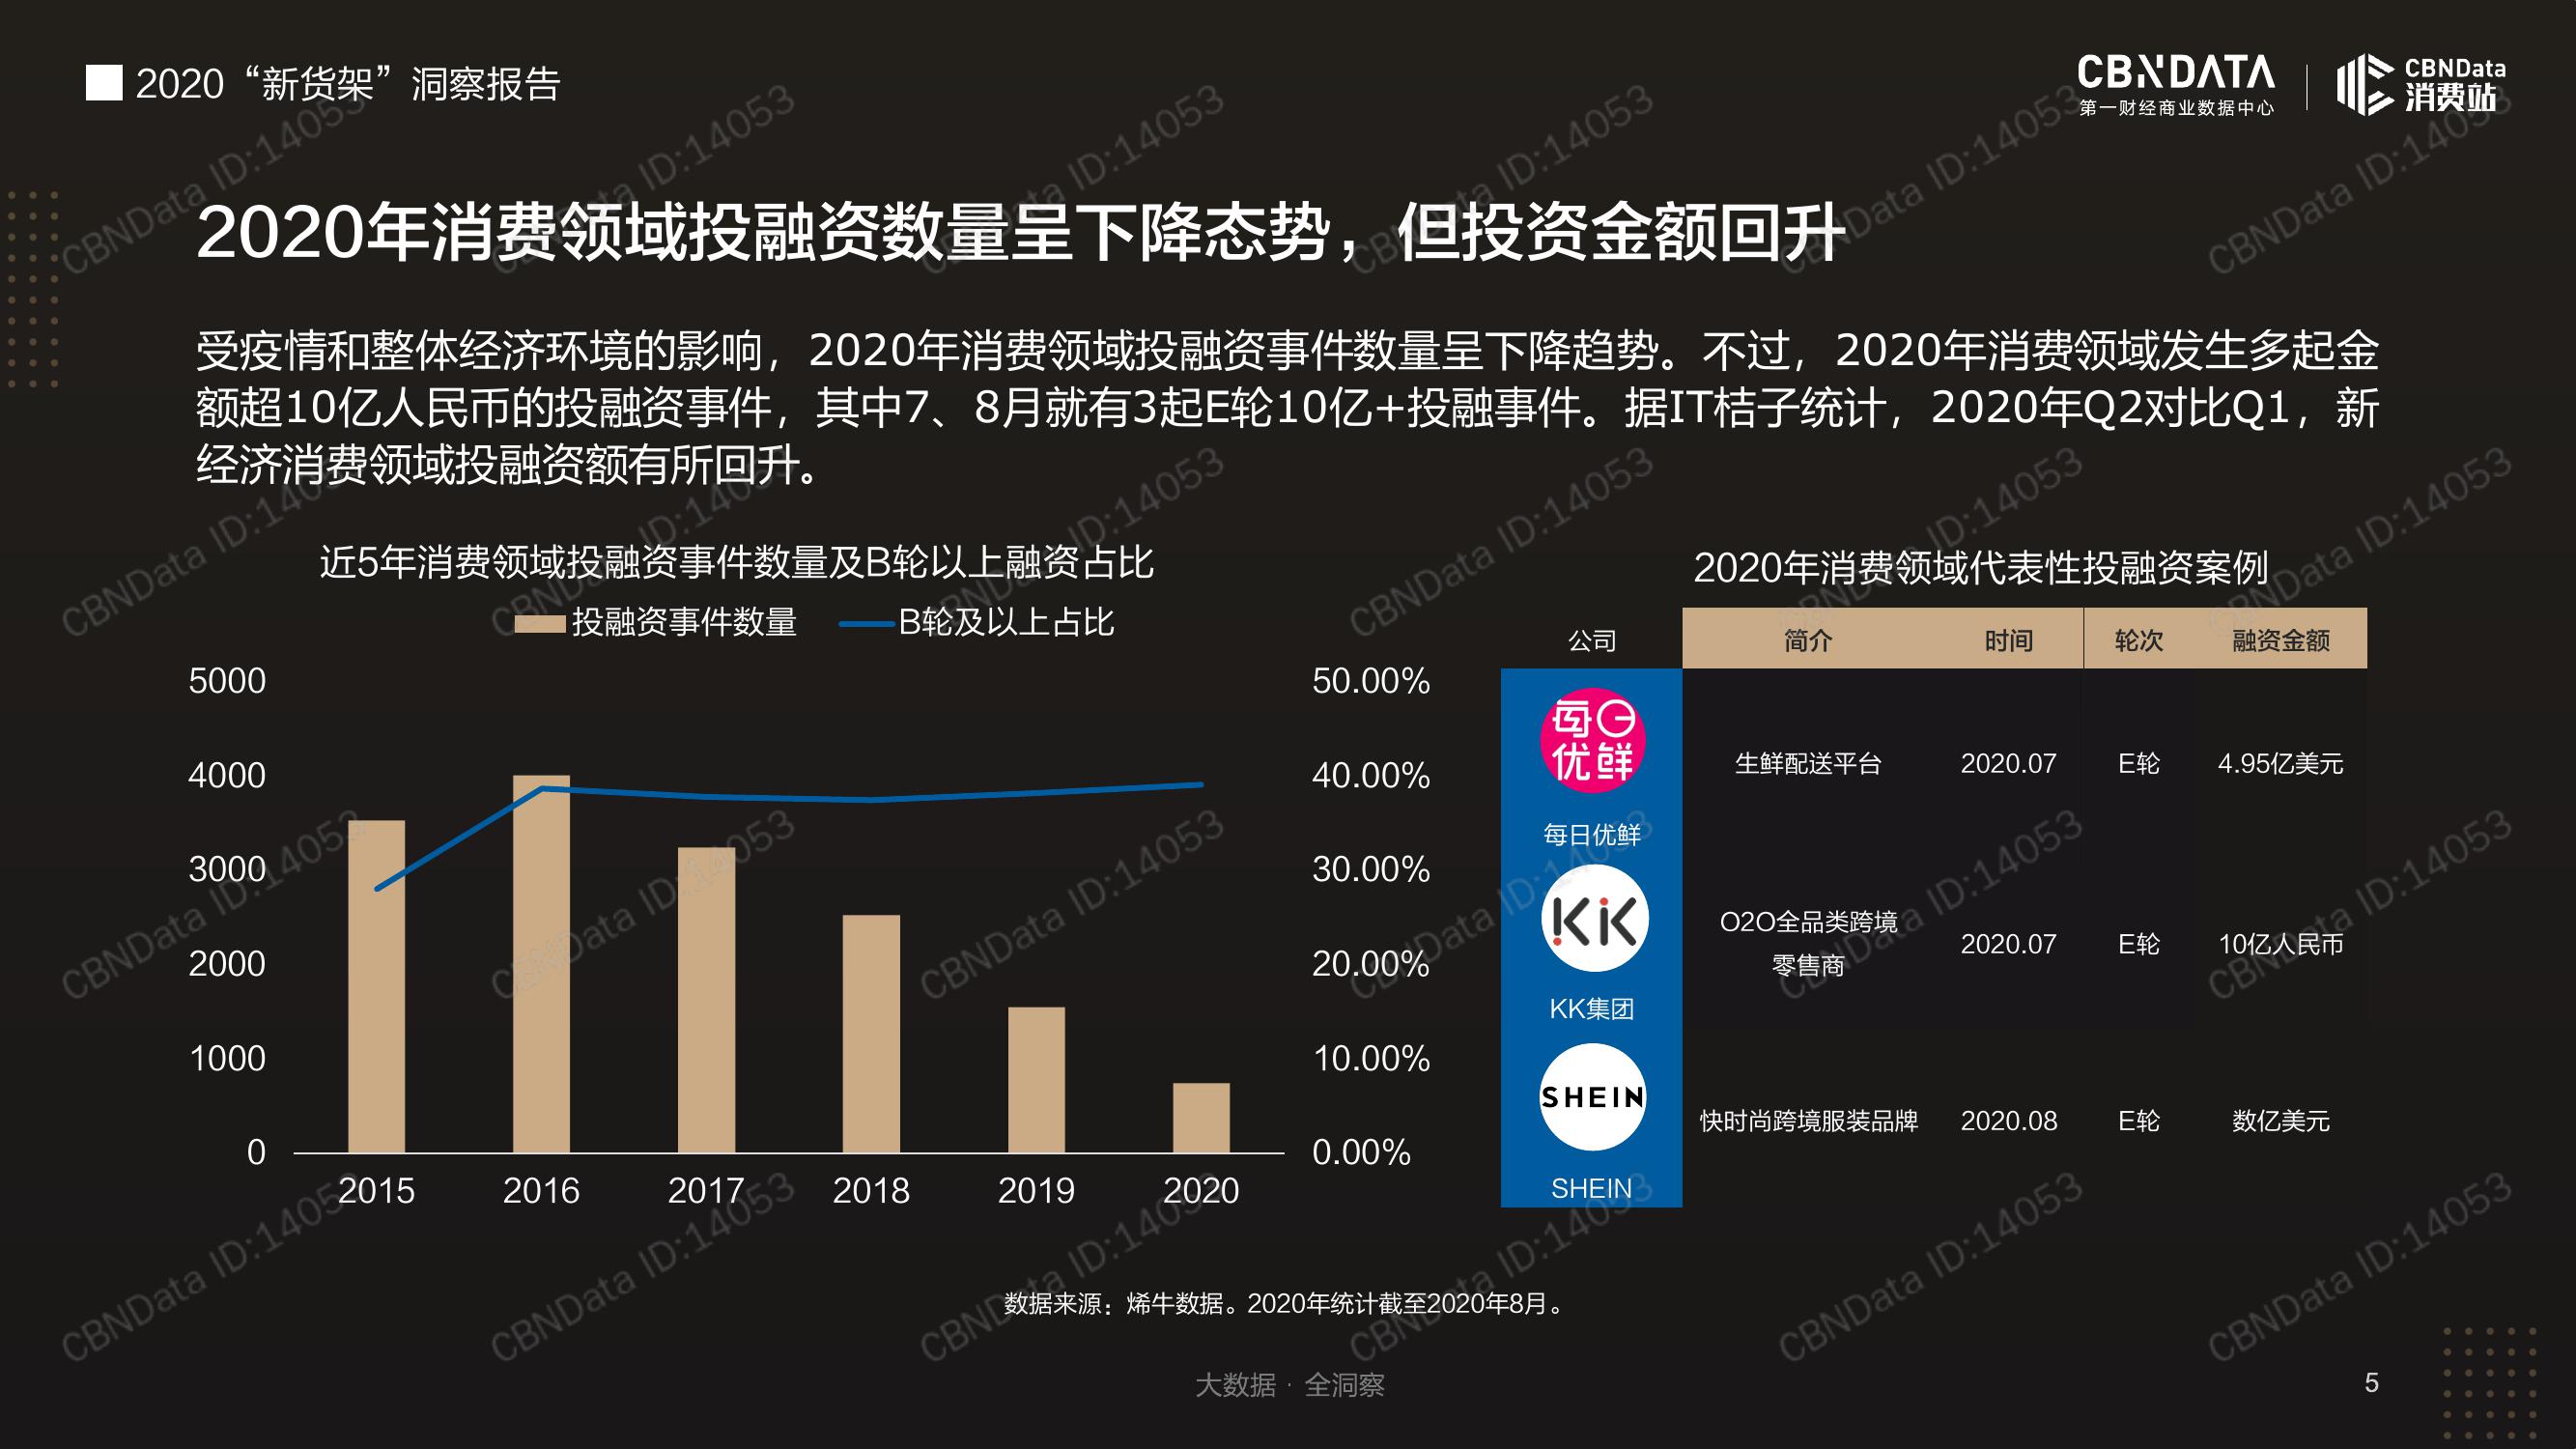 2020“新货架”洞察报告
CBNDATA
第一财经商业数据中心
CBNData
消费站
2020年消费领域投融资数量呈下降态势，但投资金额回升
受疫情和整体经济环境的影响，2020年消费领域投融资事件数量呈下降趋势。不过，2020年消费领域发生多起金
额超10亿人民币的投融资事件，其中7、8月就有3起E轮10亿+投融事件。据IT桔子统计，2020年Q2对比Q1，新
经济消费领域投融资额有所回升。
近5年消费领域投融资事件数量及B轮以上融资占比
投融资事件数量 B轮及以上占比
5000 50.00%
4000 40.00%
3000 30.00%
2000 20.00%
1000 10.00%
0 0.00%
2015 2016 2017 2018 2019 2020
2020年消费领域代表性投融资案例
公司 简介 时间 轮次 融资金额
每日
优鲜
每日优鲜 生鲜配送平台 2020.07 E轮 4.95亿美元
KiK
KK集团 O2O全品类跨境 2020.07 E轮 10亿人民币
零售商
SHEIN
SHEIN 快时尚跨境服装品牌 2020.08 E轮 数亿美元
数据来源：烯牛数据。2020年统计截至2020年8月。
大数据 · 全洞察
5
CBNData ID:14053